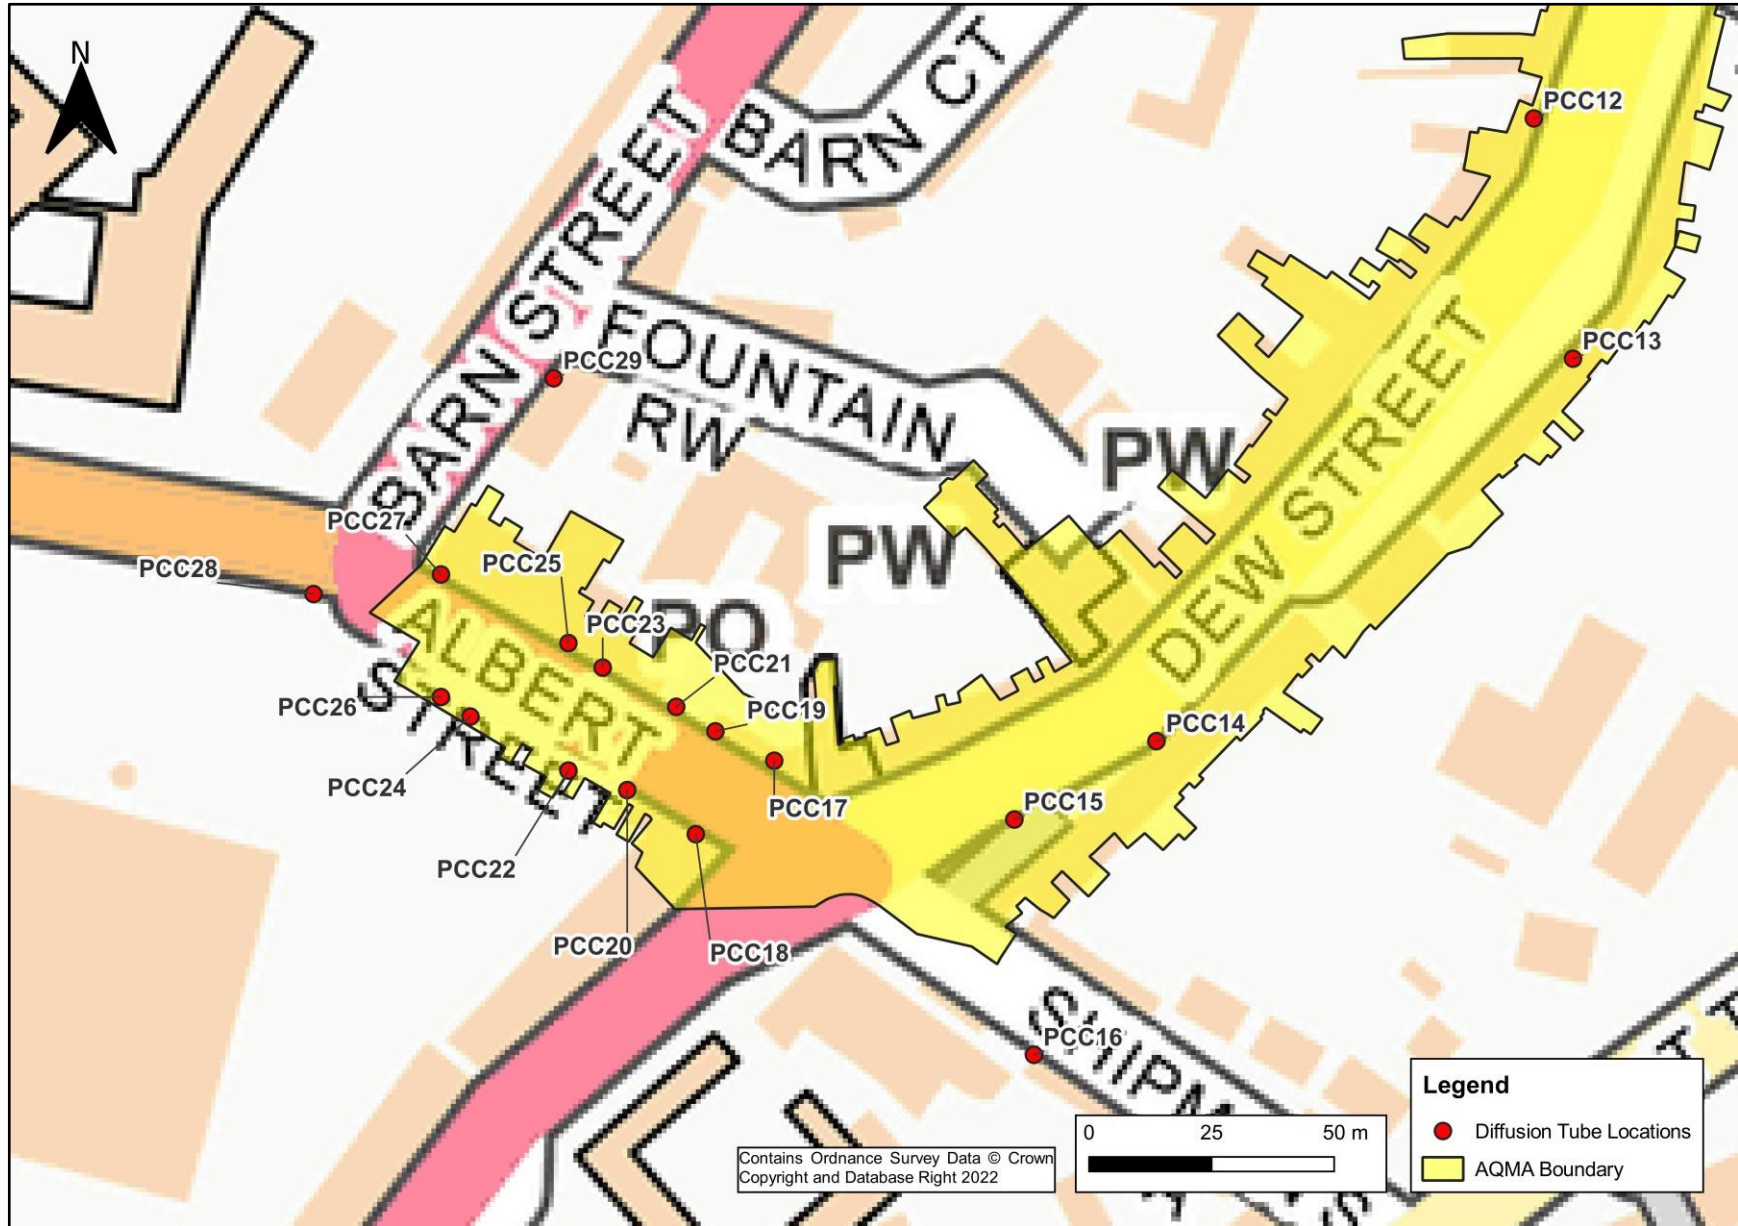 N
BARN STREET
BARN CT
PCC12
PCC13
PCC29
FOUNTAIN
RW
PW
PW
DEW STREET
PCC27
PCC28
PCC25
PO
PCC23
PCC21
PCC19
ALBERT
STREET
PCC26
PCC24
PCC17
PCC14
PCC15
PCC22
PCC20
PCC18
PCC16
SHIPM
Contains Ordnance Survey Data © Crown
Copyright and Database Right 2022
0 25 50 m
Legend
Diffusion Tube Locations
AQMA Boundary